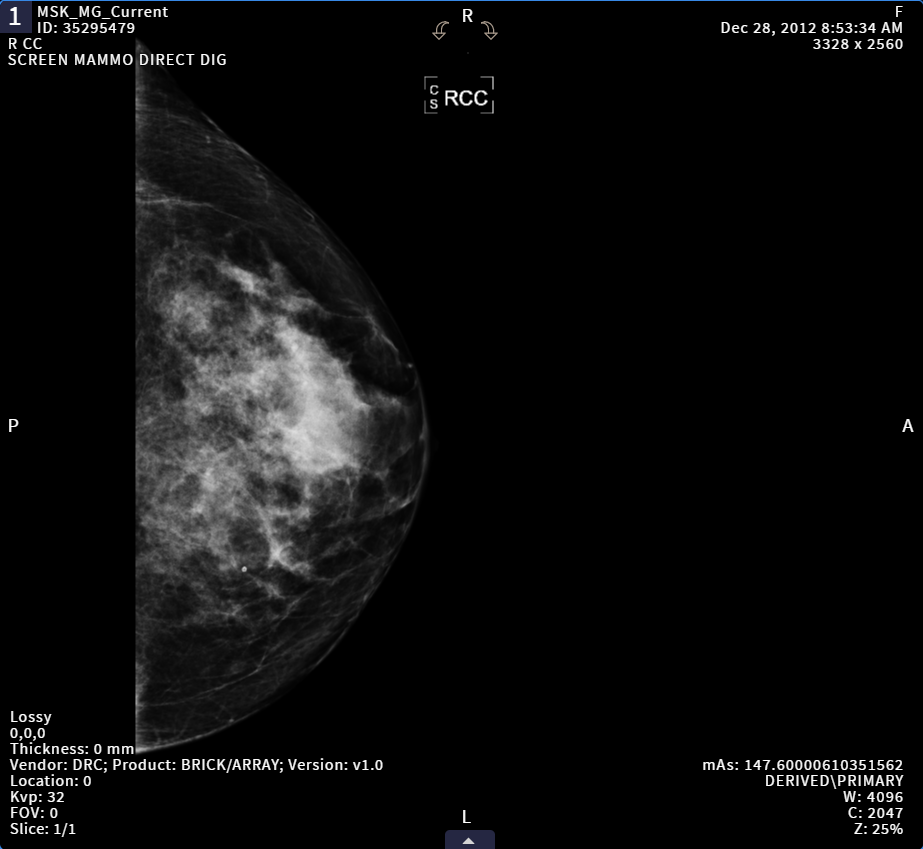 1
MSK_MG_Current
ID: 35295479
R CC
SCREEN MAMMO DIRECT DIG
R
F
Dec 28, 2012 8:53:34 AM
3328 x 2560
CS RCC
P
A
Lossy
0,0,0
Thickness: 0 mm
Vendor: DRC; Product: BRICK/ARRAY; Version: v1.0
Location: 0
Kvp: 32
FOV: 0
Slice: 1/1
L
mAs: 147.60000610351562
DERIVED\PRIMARY
W: 4096
C: 2047
Z: 25%